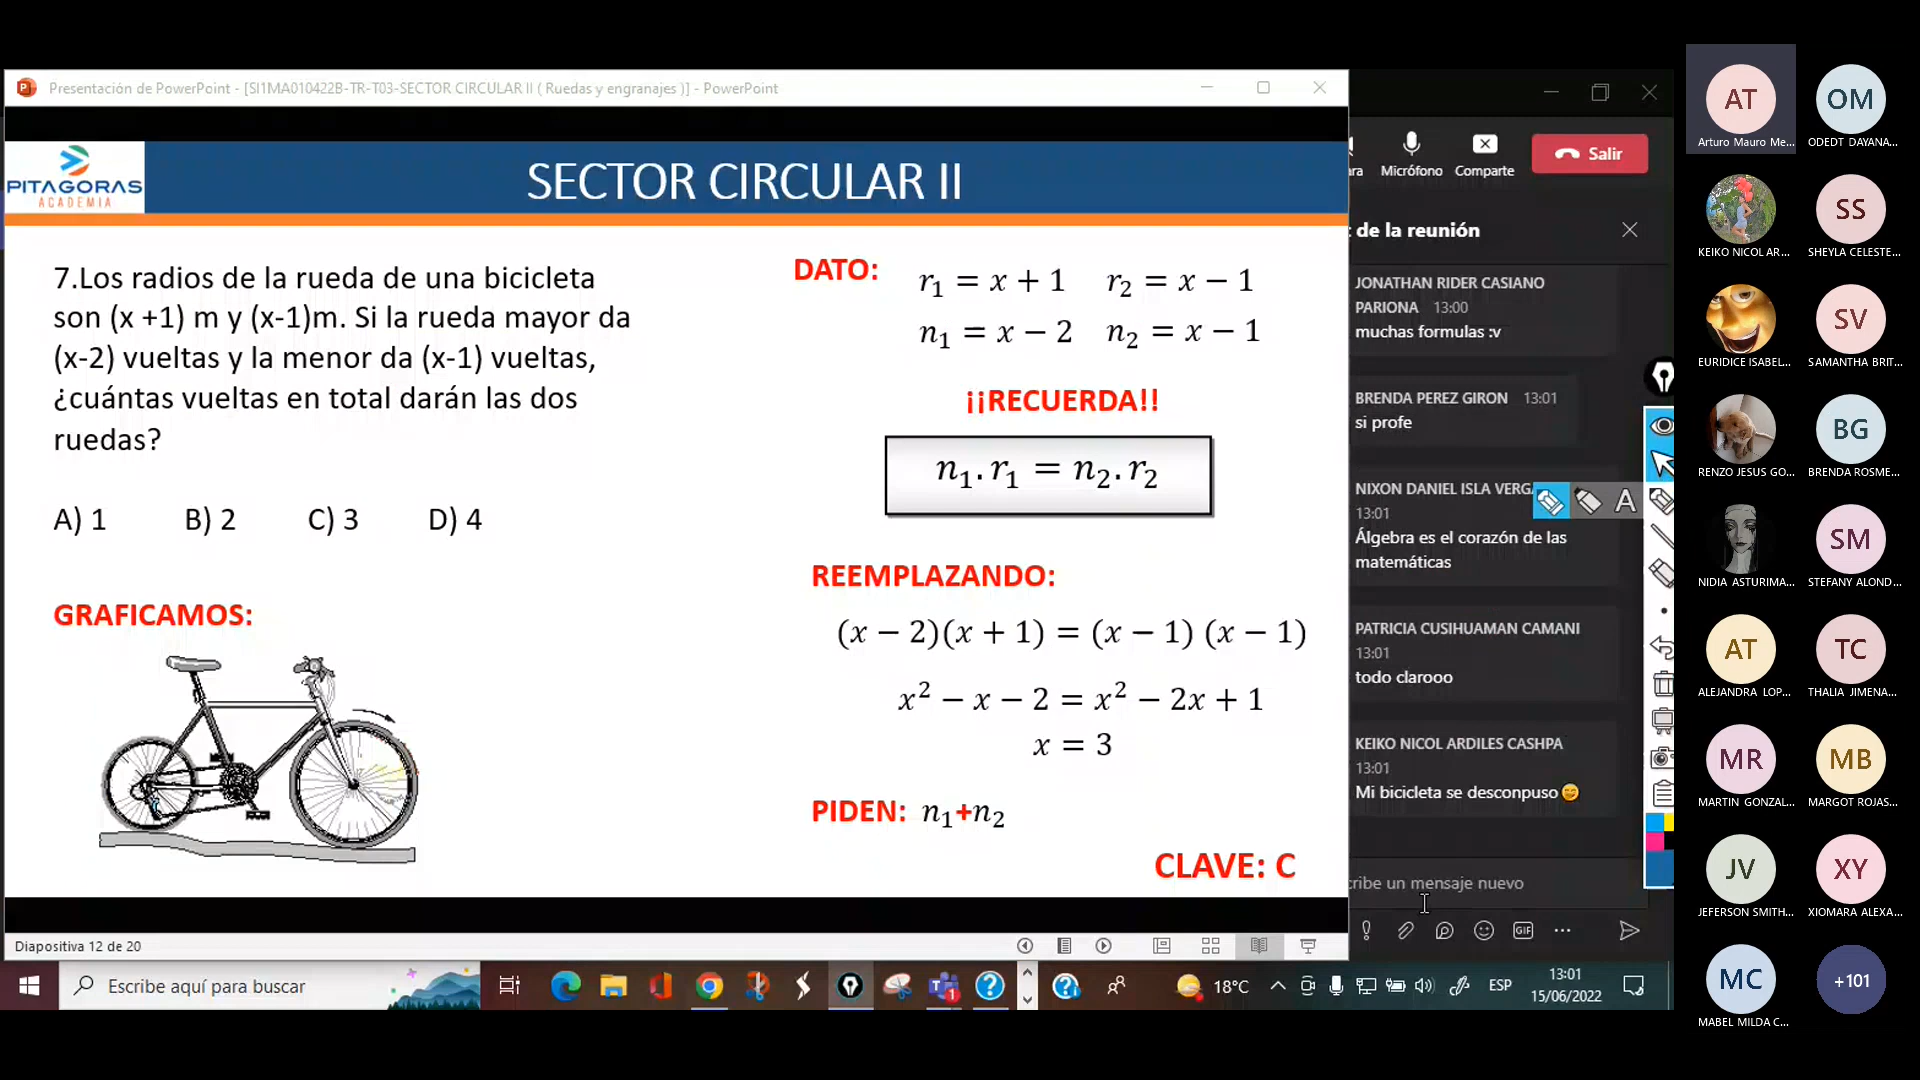 Presentación de PowerPoint - [SI1MA010422B-TR-T03-SECTOR CIRCULAR II ( Ruedas y engranajes )] - PowerPoint
PITAGORAS
ACADEMIA
SECTOR CIRCULAR II
7.Los radios de la rueda de una bicicleta
son (x +1) m y (x-1)m. Si la rueda mayor da
(x-2) vueltas y la menor da (x-1) vueltas,
¿cuántas vueltas en total darán las dos
ruedas?
A) 1 B) 2 C) 3 D) 4
GRAFICAMOS:
DATO:
r₁ = x + 1 r₂ = x − 1
n₁ = x − 2 n₂ = x − 1
¡¡RECUERDA!!
n₁. r₁ = n₂. r₂
REEMPLAZANDO:
(x − 2)(x + 1) = (x − 1) (x − 1)
x² − x − 2 = x² − 2x + 1
x = 3
PIDEN: n₁+n₂
CLAVE: C
Diapositiva 12 de 20
ra Micrófono Comparte
Salir
de la reunión
JONATHAN RIDER CASIANO
PARIONA 13:00
muchas formulas :v
BRENDA PEREZ GIRON 13:01
si profe
NIXON DANIEL ISLA VERGA
13:01
Álgebra es el corazón de las
matemáticas
A
PATRICIA CUSIHUAMAN CAMANI
13:01
todo clarooo
KEIKO NICOL ARDILES CASHPA
13:01
Mi bicicleta se desconpuso😄
cribe un mensaje nuevo
GIF
Escribe aquí para buscar
1
18°C
ESP
13:01
15/06/2022
AT OM
Arturo Mauro Me... ODEDT DAYANA...
SS
KEIKO NICOL AR... SHEYLA CELESTE...
SV
EURIDICE ISABEL... SAMANTHA BRIT...
BG
RENZO JESUS GO... BRENDA ROSME...
SM
NIDIA ASTURIMA... STEFANY ALOND...
AT TC
ALEJANDRA LOP... THALIA JIMENA...
MR MB
MARTIN GONZAL... MARGOT ROJAS...
JV XY
JEFERSON SMITH... XIOMARA ALEXA...
MC +101
MABEL MILDA C...